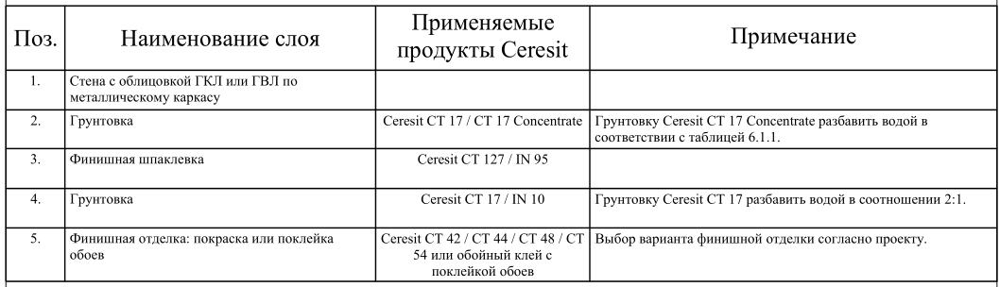 Поз.
Наименование слоя
Применяемые
продукты Ceresit
Примечание
1.
Стена с облицовкой ГКЛ или ГВЛ по
металлическому каркасу
2.
Грунтовка
Ceresit CT 17 / CT 17 Concentrate
Грунтовку Ceresit CT 17 Concentrate разбавить водой в
соответствии с таблицей 6.1.1.
3.
Финишная шпаклевка
Ceresit CT 127 / IN 95
4.
Грунтовка
Ceresit CT 17 / IN 10
Грунтовку Ceresit CT 17 разбавить водой в соотношении 2:1.
5.
Финишная отделка: покраска или поклейка
обоев
Ceresit CT 42 / CT 44 / CT 48 / CT
54 или обойный клей с
поклейкой обоев
Выбор варианта финишной отделки согласно проекту.